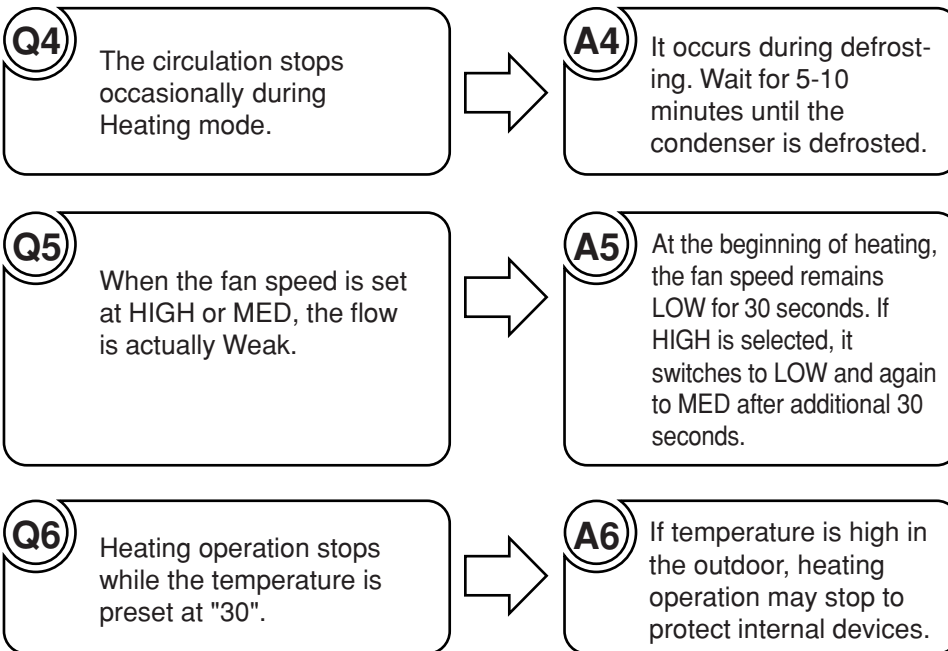 Q4
The circulation stops
occasionally during
Heating mode.
A4
It occurs during defrost-
ing. Wait for 5-10
minutes until the
condenser is defrosted.
Q5
When the fan speed is set
at HIGH or MED, the flow
is actually Weak.
A5
At the beginning of heating,
the fan speed remains
LOW for 30 seconds. If
HIGH is selected, it
switches to LOW and again
to MED after additional 30
seconds.
Q6
Heating operation stops
while the temperature is
preset at "30".
A6
If temperature is high in
the outdoor, heating
operation may stop to
protect internal devices.